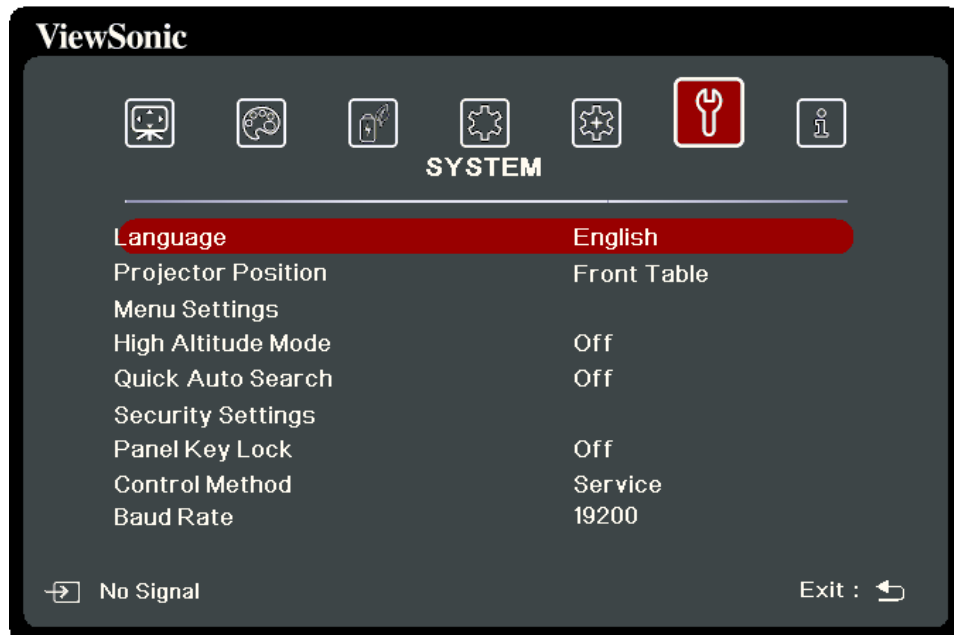 ViewSonic
SYSTEM
Language English
Projector Position Front Table
Menu Settings
High Altitude Mode Off
Quick Auto Search Off
Security Settings
Panel Key Lock Off
Control Method Service
Baud Rate 19200
No Signal Exit :